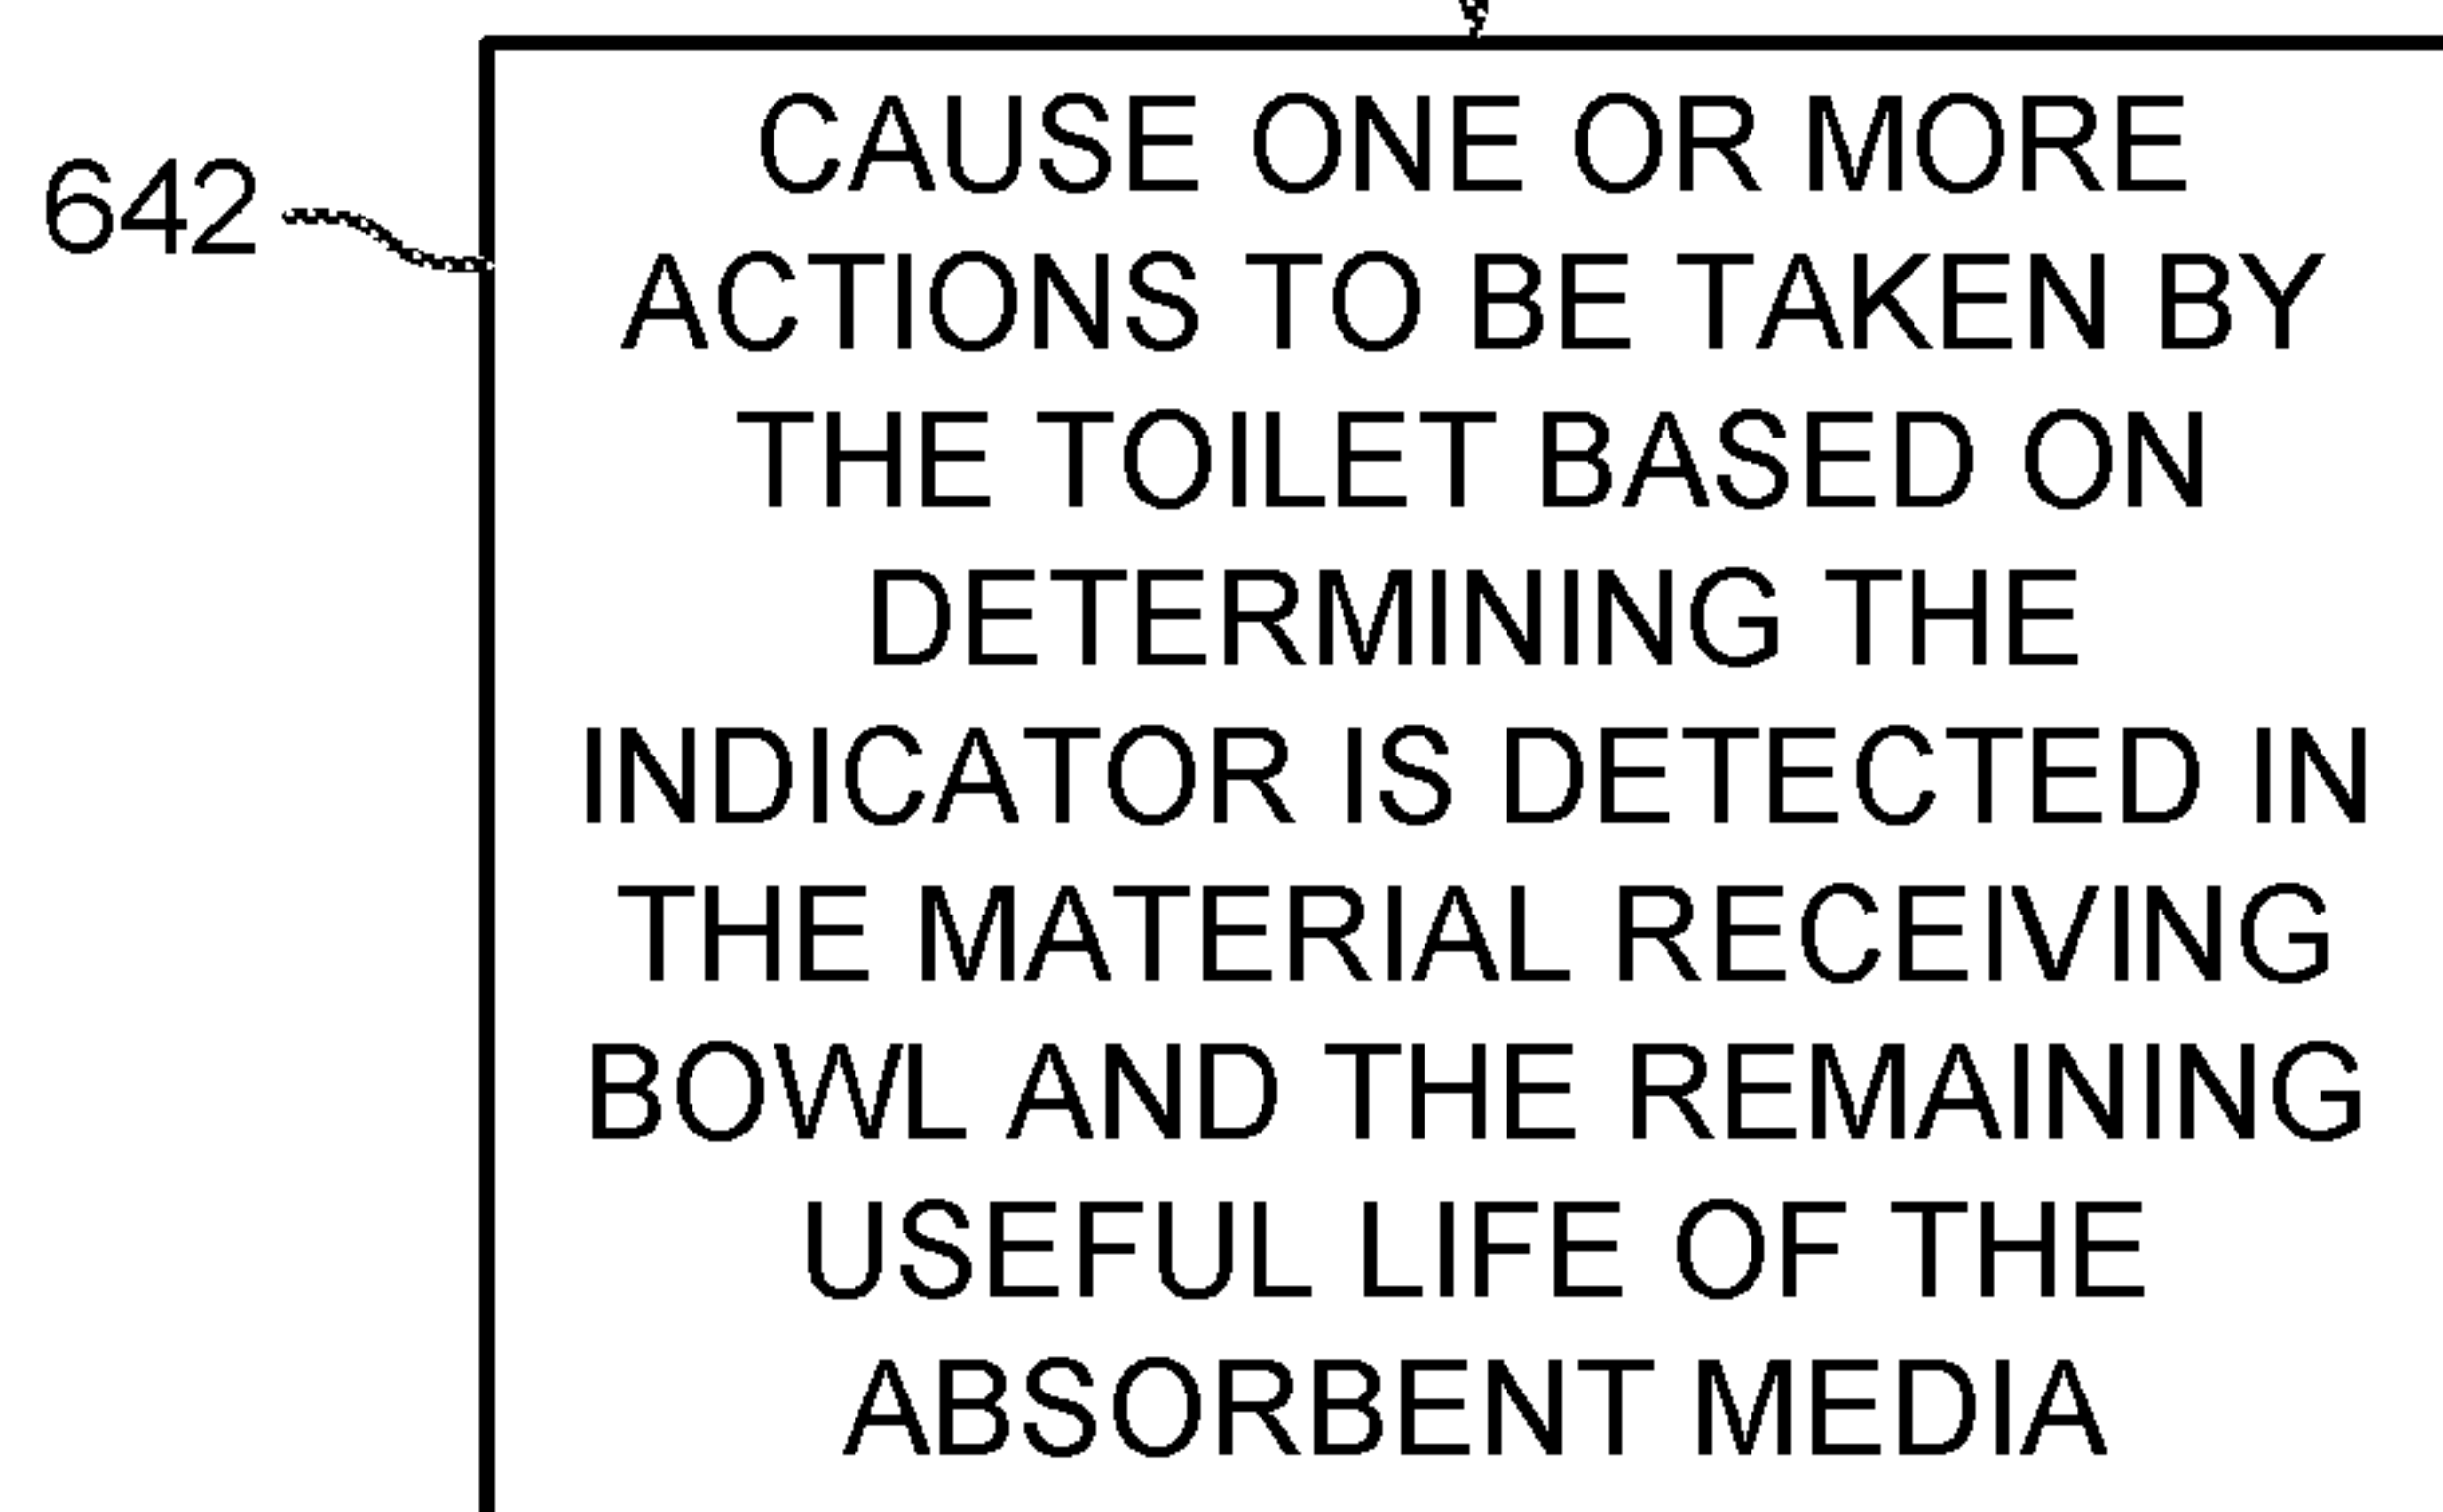 CAUSE ONE OR MORE
642
ACTIONS TO BE TAKEN BY
THE TOILET BASED ON
DETERMINING THE
INDICATOR IS DETECTED IN
THE MATERIAL RECEIVING
BOWL AND THE REMAINING
USEFUL LIFE OF THE
ABSORBENT MEDIA